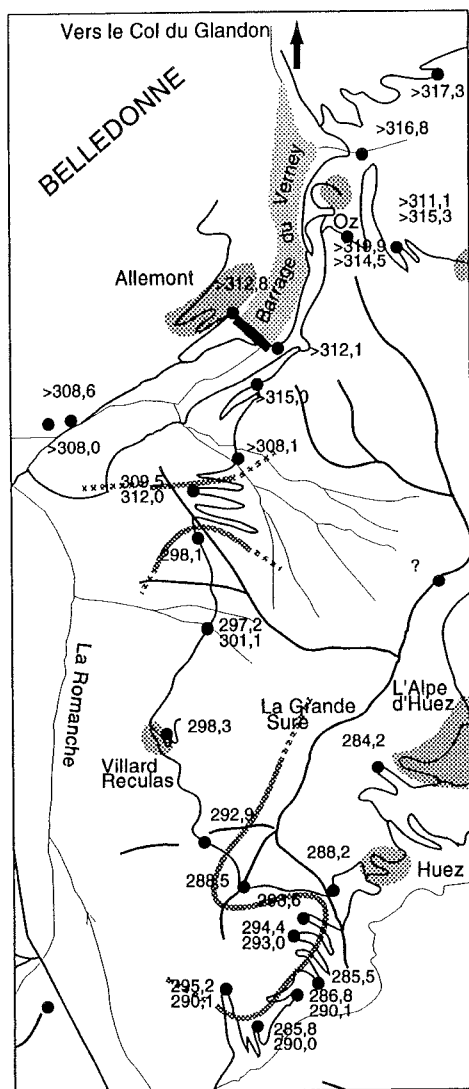 Vers le Col du Glandon
BELLEDONNE
>317,3
>316,8
Barrage du Verney
>311,1
>315,3
Oz
>314,5
Allemont
>312,8
>312,1
>308,6
>315,0
>308,0
>308,1
309,5
312,0
298,1
?
297,2
301,1
La Romanche
L'Alpe
d'Huez
La Grande
Sure
298,3
284,2
Villard
Reculas
292,9
288,2
Huez
288,5
293,6
294,4
293,0
285,5
295,2
290,1
286,8
290,1
285,8
290,0